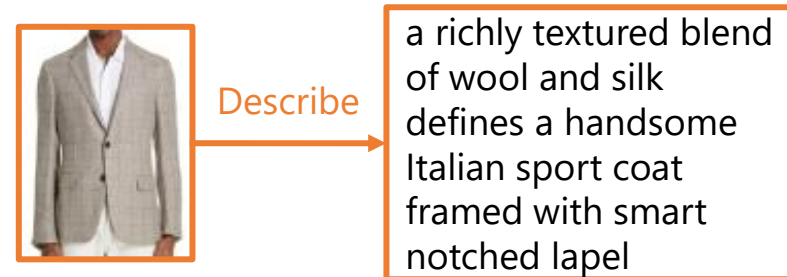 Describe
a richly textured blend
of wool and silk
defines a handsome
Italian sport coat
framed with smart
notched lapel